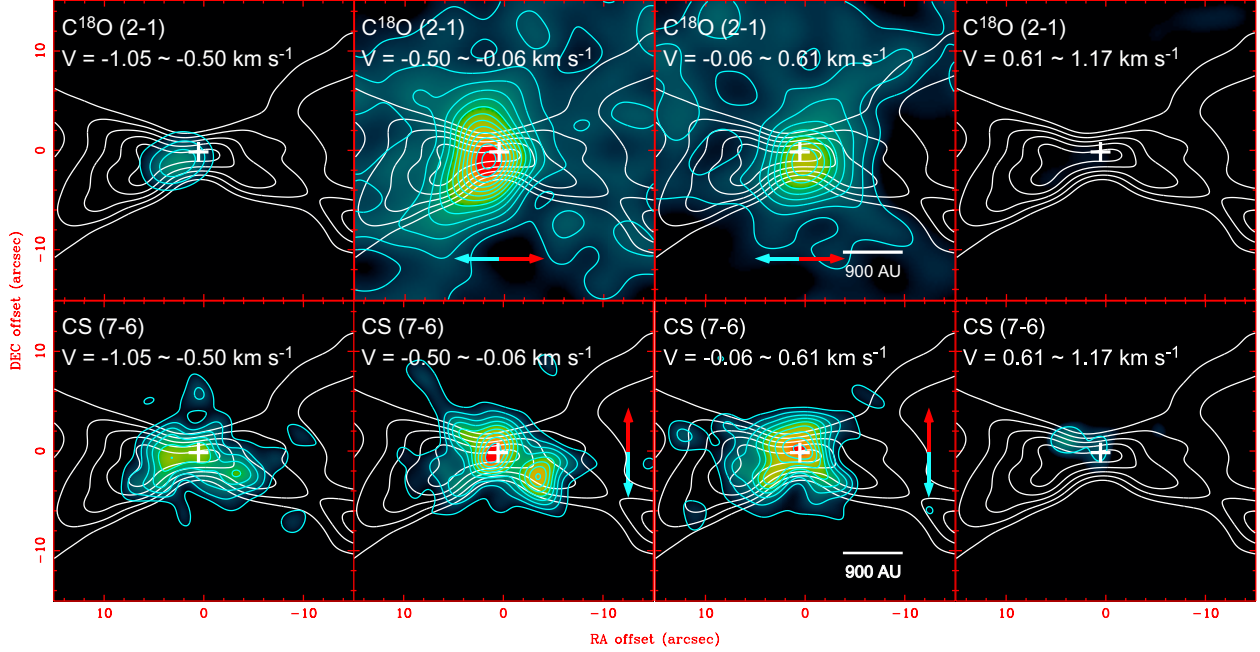 C¹⁸O (2-1)
V = -1.05 ~ -0.50 km s⁻¹
C¹⁸O (2-1)
V = -0.50 ~ -0.06 km s⁻¹
C¹⁸O (2-1)
V = -0.06 ~ 0.61 km s⁻¹
C¹⁸O (2-1)
V = 0.61 ~ 1.17 km s⁻¹
10
0
-10
900 AU
DEC offset (arcsec)
CS (7-6)
V = -1.05 ~ -0.50 km s⁻¹
CS (7-6)
V = -0.50 ~ -0.06 km s⁻¹
CS (7-6)
V = -0.06 ~ 0.61 km s⁻¹
CS (7-6)
V = 0.61 ~ 1.17 km s⁻¹
10
0
-10
900 AU
10 0 -10 10 0 -10 10 0 -10 10 0 -10
RA offset (arcsec)